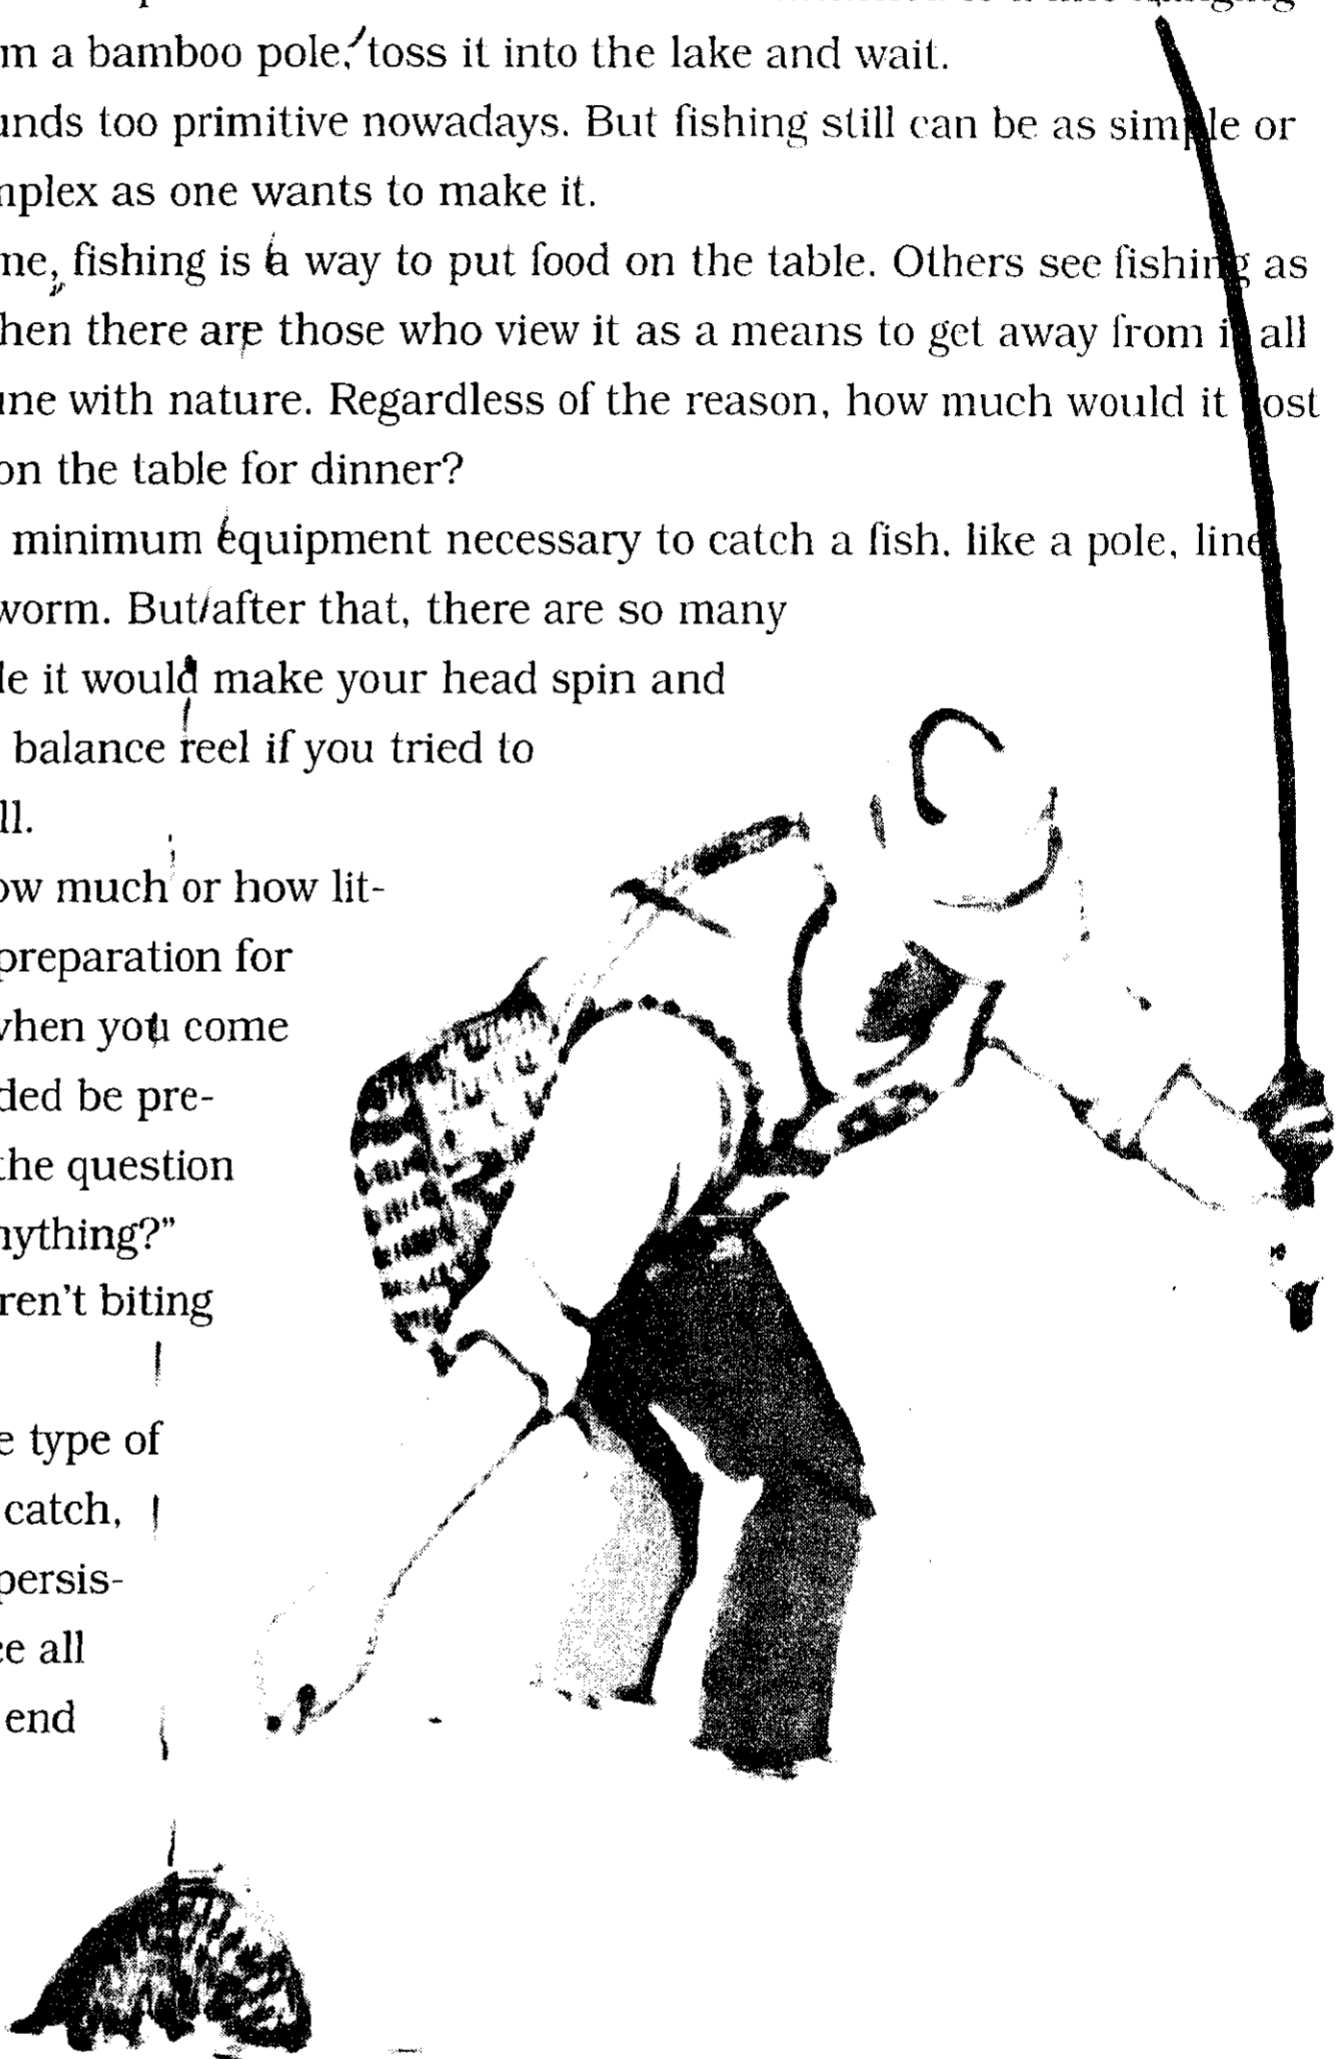 m a bamboo pole, toss it into the lake and wait.
unds too primitive nowadays. But fishing still can be as simple or
mplex as one wants to make it.
ne, fishing is a way to put food on the table. Others see fishing as
hen there are those who view it as a means to get away from it all
une with nature. Regardless of the reason, how much would it cost
on the table for dinner?
minimum equipment necessary to catch a fish, like a pole, line
worm. But after that, there are so many
le it would make your head spin and
balance reel if you tried to
ll.
ow much or how lit-
preparation for
when you come
ded be pre-
the question
nything?"
ren't biting
e type of
catch,
persis-
ce all
end